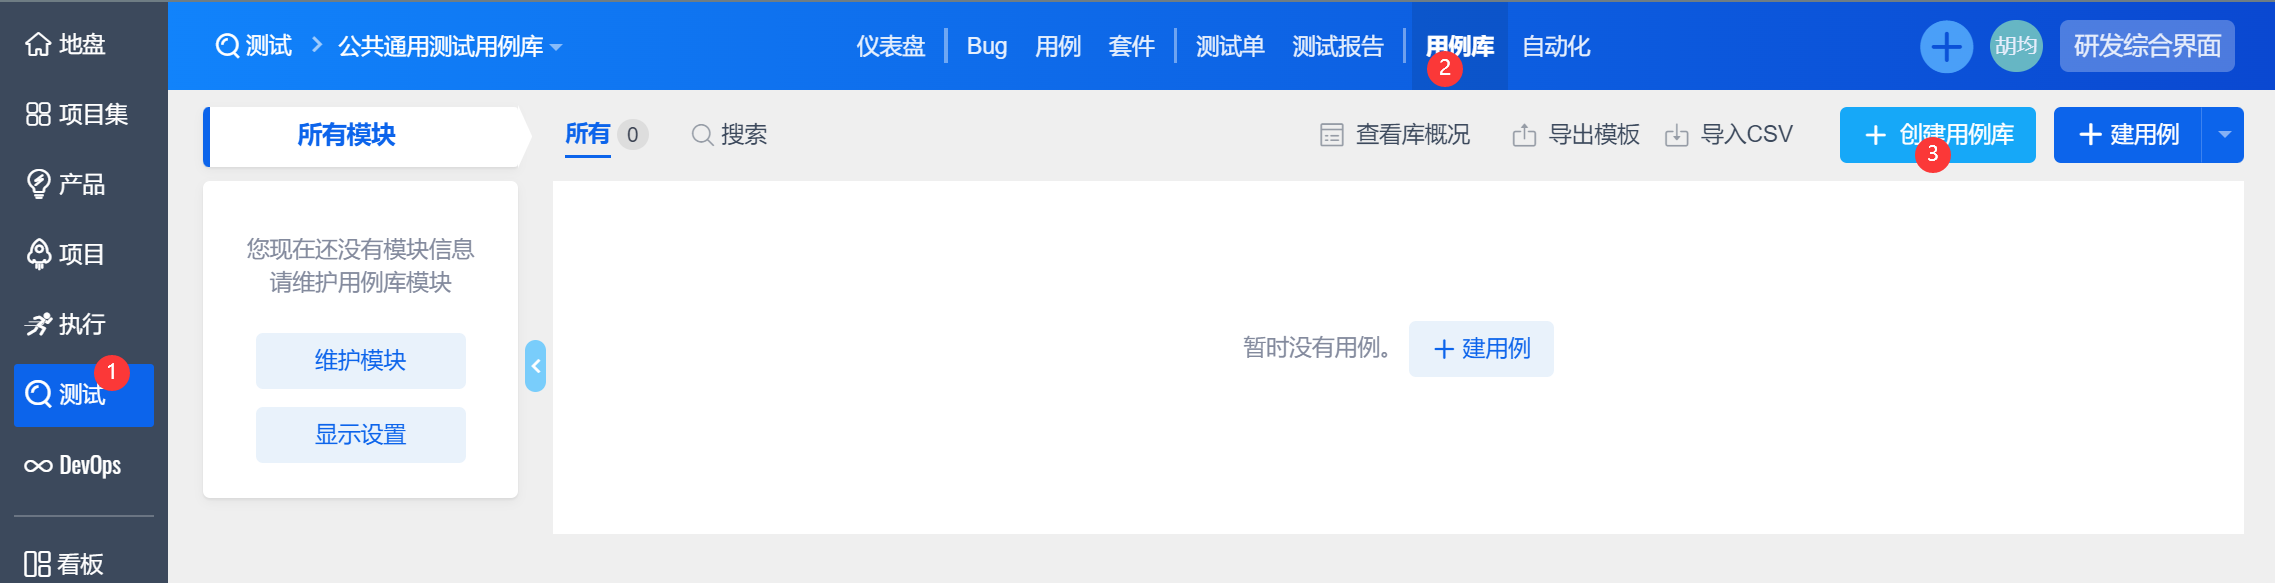 地盘
项目集
产品
项目
执行
测试
1
DevOps
看板
测试 > 公共通用测试用例库
仪表盘 Bug 用例 套件 测试单 测试报告 用例库 自动化
2
胡均
研发综合界面
所有模块
所有 0 搜索
查看库概况 导出模板 导入CSV
+ 创建用例库
3
+ 建用例
您现在还没有模块信息
请维护用例库模块
维护模块
显示设置
暂时没有用例。 + 建用例